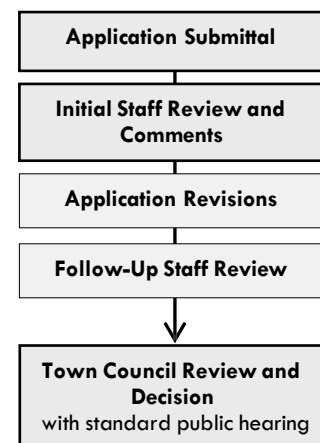 Application Submittal
Initial Staff Review and
Comments
Application Revisions
Follow-Up Staff Review
Town Council Review and
Decision
with standard public hearing